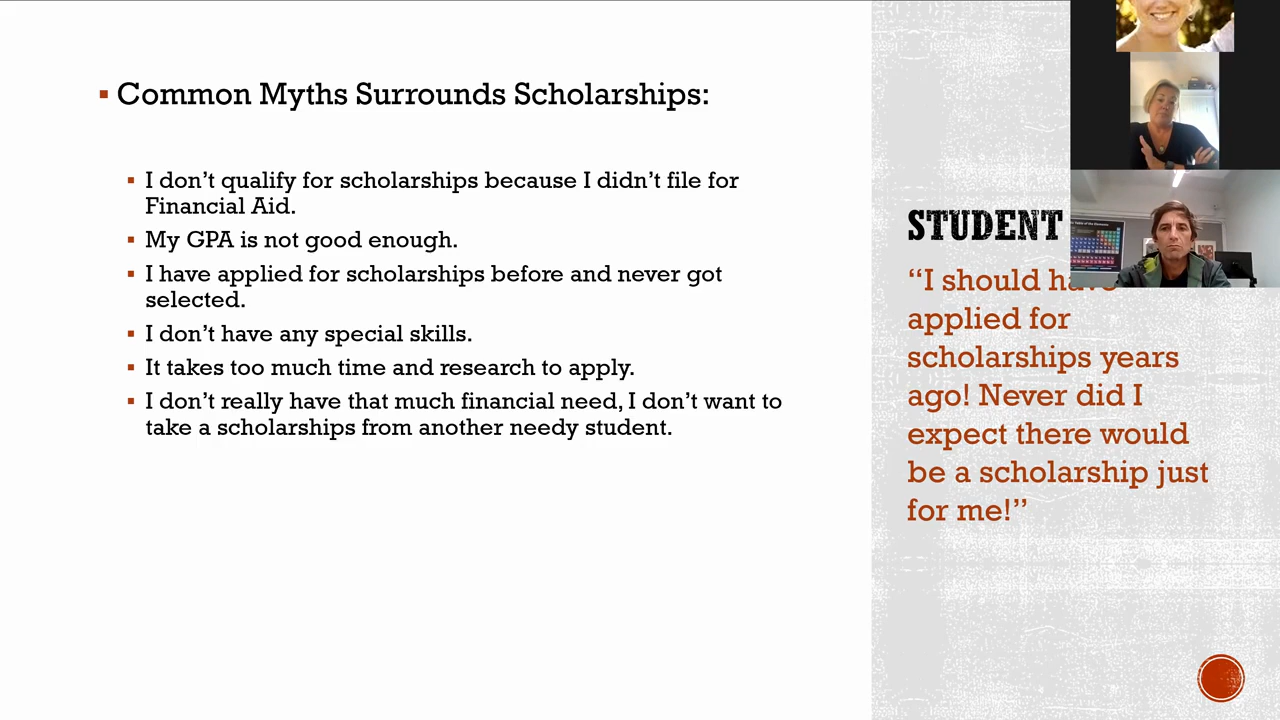 Common Myths Surrounds Scholarships:
I don’t qualify for scholarships because I didn’t file for
Financial Aid.
My GPA is not good enough.
I have applied for scholarships before and never got
selected.
I don’t have any special skills.
It takes too much time and research to apply.
I don’t really have that much financial need, I don’t want to
take a scholarships from another needy student.
STUDENT
“I should have
applied for
scholarships years
ago! Never did I
expect there would
be a scholarship just
for me!”